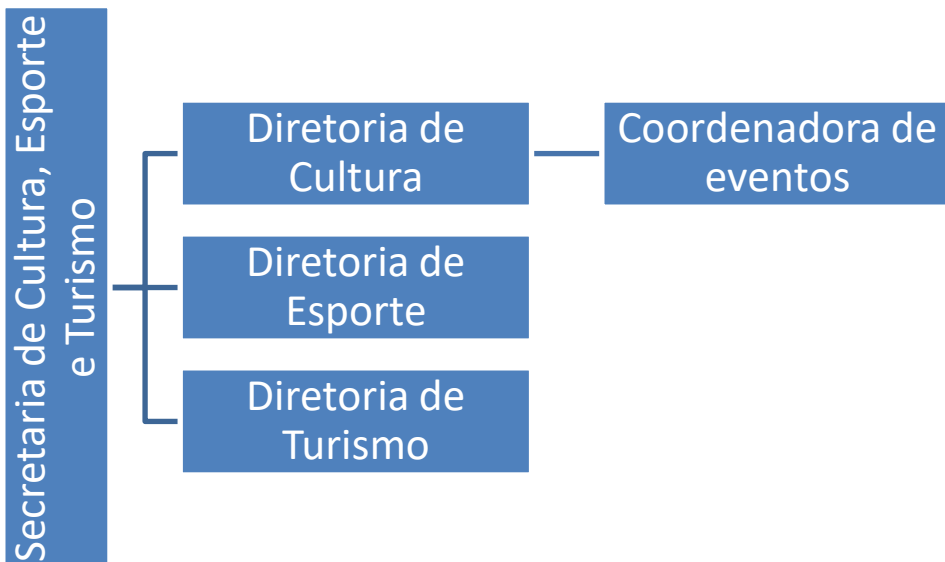 Secretaria de Cultura, Esporte
e Turismo
Diretoria de
Cultura
Coordenadora de
eventos
Diretoria de
Esporte
Diretoria de
Turismo